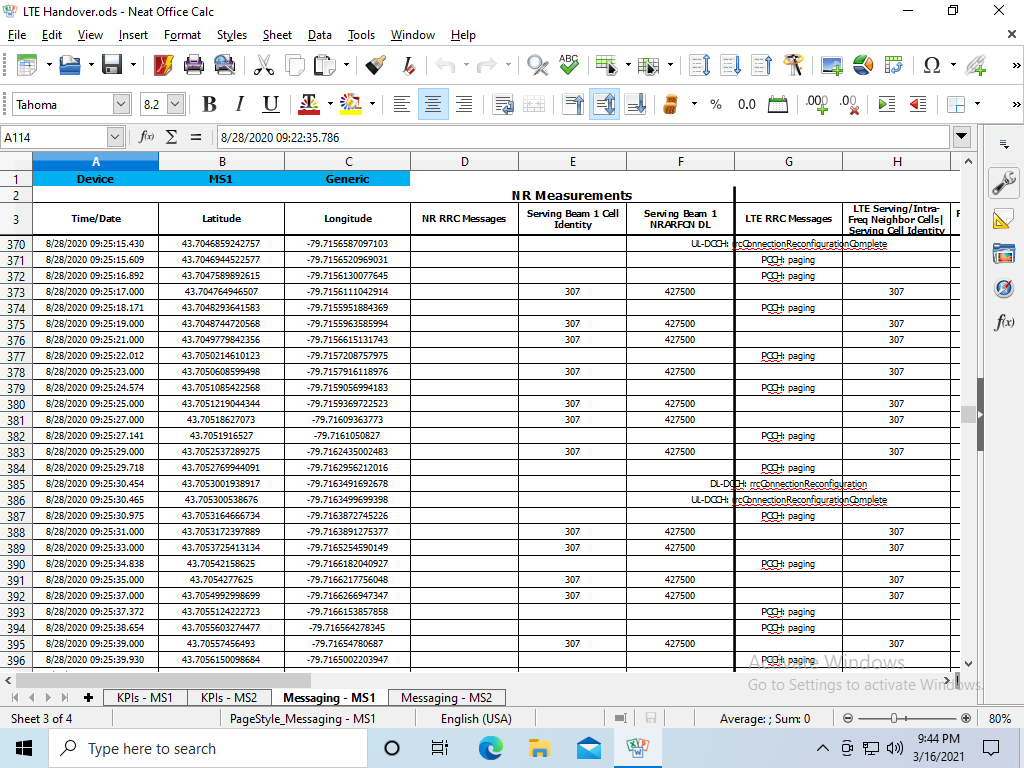 LTE Handover.ods - Neat Office Calc
File Edit View Insert Format Styles Sheet Data Tools Window Help
Tahoma 8.2 B I U % 0.0
A114 f(x) Σ = 8/28/2020 09:22:35.786
A B C D E F G H
1 Device MS1 Generic
2 NR Measurements
3 Time/Date Latitude Longitude NR RRC Messages Serving Beam 1 Cell Identity Serving Beam 1 NRARFCN DL LTE RRC Messages LTE Serving/Intra-Freq Neighbor Cells| Serving Cell Identity
370 8/28/2020 09:25:15.430 43.7046859242757 -79.7156587097103 UL-DCCH: rrcConnectionReconfigurationComplete
371 8/28/2020 09:25:15.609 43.7046944522577 -79.7156520969031 PCCH: paging
372 8/28/2020 09:25:16.892 43.7047589892615 -79.7156130077645 PCCH: paging
373 8/28/2020 09:25:17.000 43.704764946507 -79.7156111042914 307 427500 307
374 8/28/2020 09:25:18.171 43.7048293641583 -79.7155951884369 PCCH: paging
375 8/28/2020 09:25:19.000 43.7048744720568 -79.7155963585994 307 427500 307
376 8/28/2020 09:25:21.000 43.7049779842356 -79.7156615131743 307 427500 307
377 8/28/2020 09:25:22.012 43.7050214610123 -79.7157208757975 PCCH: paging
378 8/28/2020 09:25:23.000 43.7050608599498 -79.7157916118976 307 427500 307
379 8/28/2020 09:25:24.574 43.7051085422568 -79.7159056994183 PCCH: paging
380 8/28/2020 09:25:25.000 43.7051219044344 -79.7159369722523 307 427500 307
381 8/28/2020 09:25:27.000 43.70518627073 -79.71609363773 307 427500 307
382 8/28/2020 09:25:27.141 43.7051916527 -79.7161050827 PCCH: paging
383 8/28/2020 09:25:29.000 43.7052537289275 -79.7162435002483 307 427500 307
384 8/28/2020 09:25:29.718 43.7052769944091 -79.7162956212016 PCCH: paging
385 8/28/2020 09:25:30.454 43.7053001938917 -79.7163491692678 DL-DCCH: rrcConnectionReconfiguration
386 8/28/2020 09:25:30.465 43.705300538676 -79.7163499699398 UL-DCCH: rrcConnectionReconfigurationComplete
387 8/28/2020 09:25:30.975 43.7053164666734 -79.7163872745226 PCCH: paging
388 8/28/2020 09:25:31.000 43.7053172397889 -79.7163891275377 307 427500 307
389 8/28/2020 09:25:33.000 43.7053725413134 -79.7165254590149 307 427500 307
390 8/28/2020 09:25:34.838 43.70542158625 -79.7166182040927 PCCH: paging
391 8/28/2020 09:25:35.000 43.7054277625 -79.7166217756048 307 427500 307
392 8/28/2020 09:25:37.000 43.7054992998699 -79.7166266947347 307 427500 307
393 8/28/2020 09:25:37.372 43.7055124222723 -79.7166153857858 PCCH: paging
394 8/28/2020 09:25:38.654 43.7055603274477 -79.716564278345 PCCH: paging
395 8/28/2020 09:25:39.000 43.70557456493 -79.71654780687 307 427500 307
396 8/28/2020 09:25:39.930 43.7056150098684 -79.7165002203947 PCCH: paging
Activate Windows
Go to Settings to activate Windows.
KPIs - MS1 KPIs - MS2 Messaging - MS1 Messaging - MS2
Sheet 3 of 4 PageStyle_Messaging - MS1 English (USA) Average: ; Sum: 0 80%
Type here to search
9:44 PM
3/16/2021